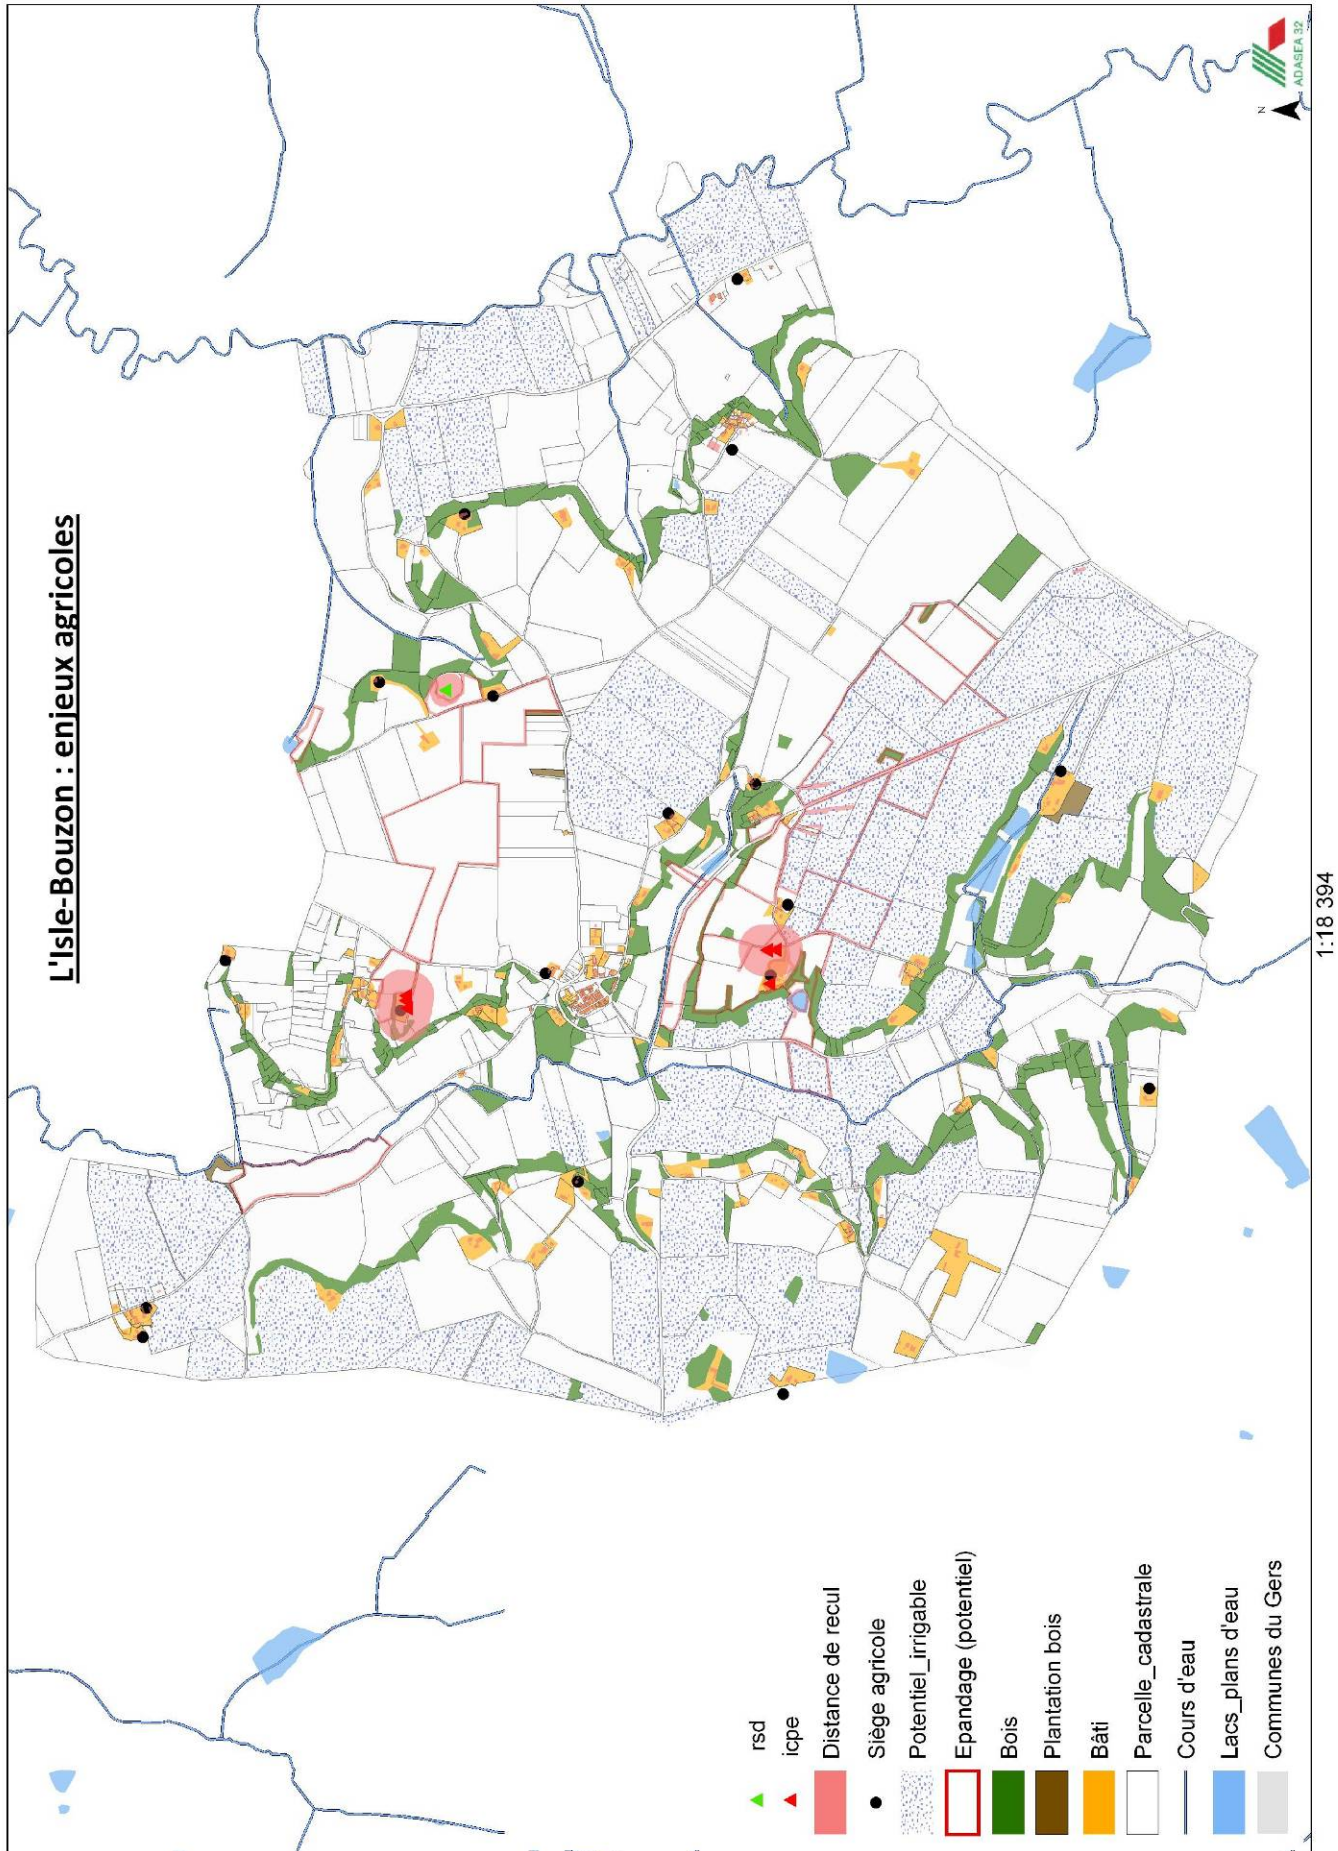 L'Isle-Bouzon : enjeux agricoles
rsd
icpe
Distance de recul
Siège agricole
Potentiel_irrigable
Epandage (potentiel)
Bois
Plantation bois
Bâti
Parcelle_cadastrale
Cours d'eau
Lacs_plans d'eau
Communes du Gers
1:18 394
N
ADASEA 32